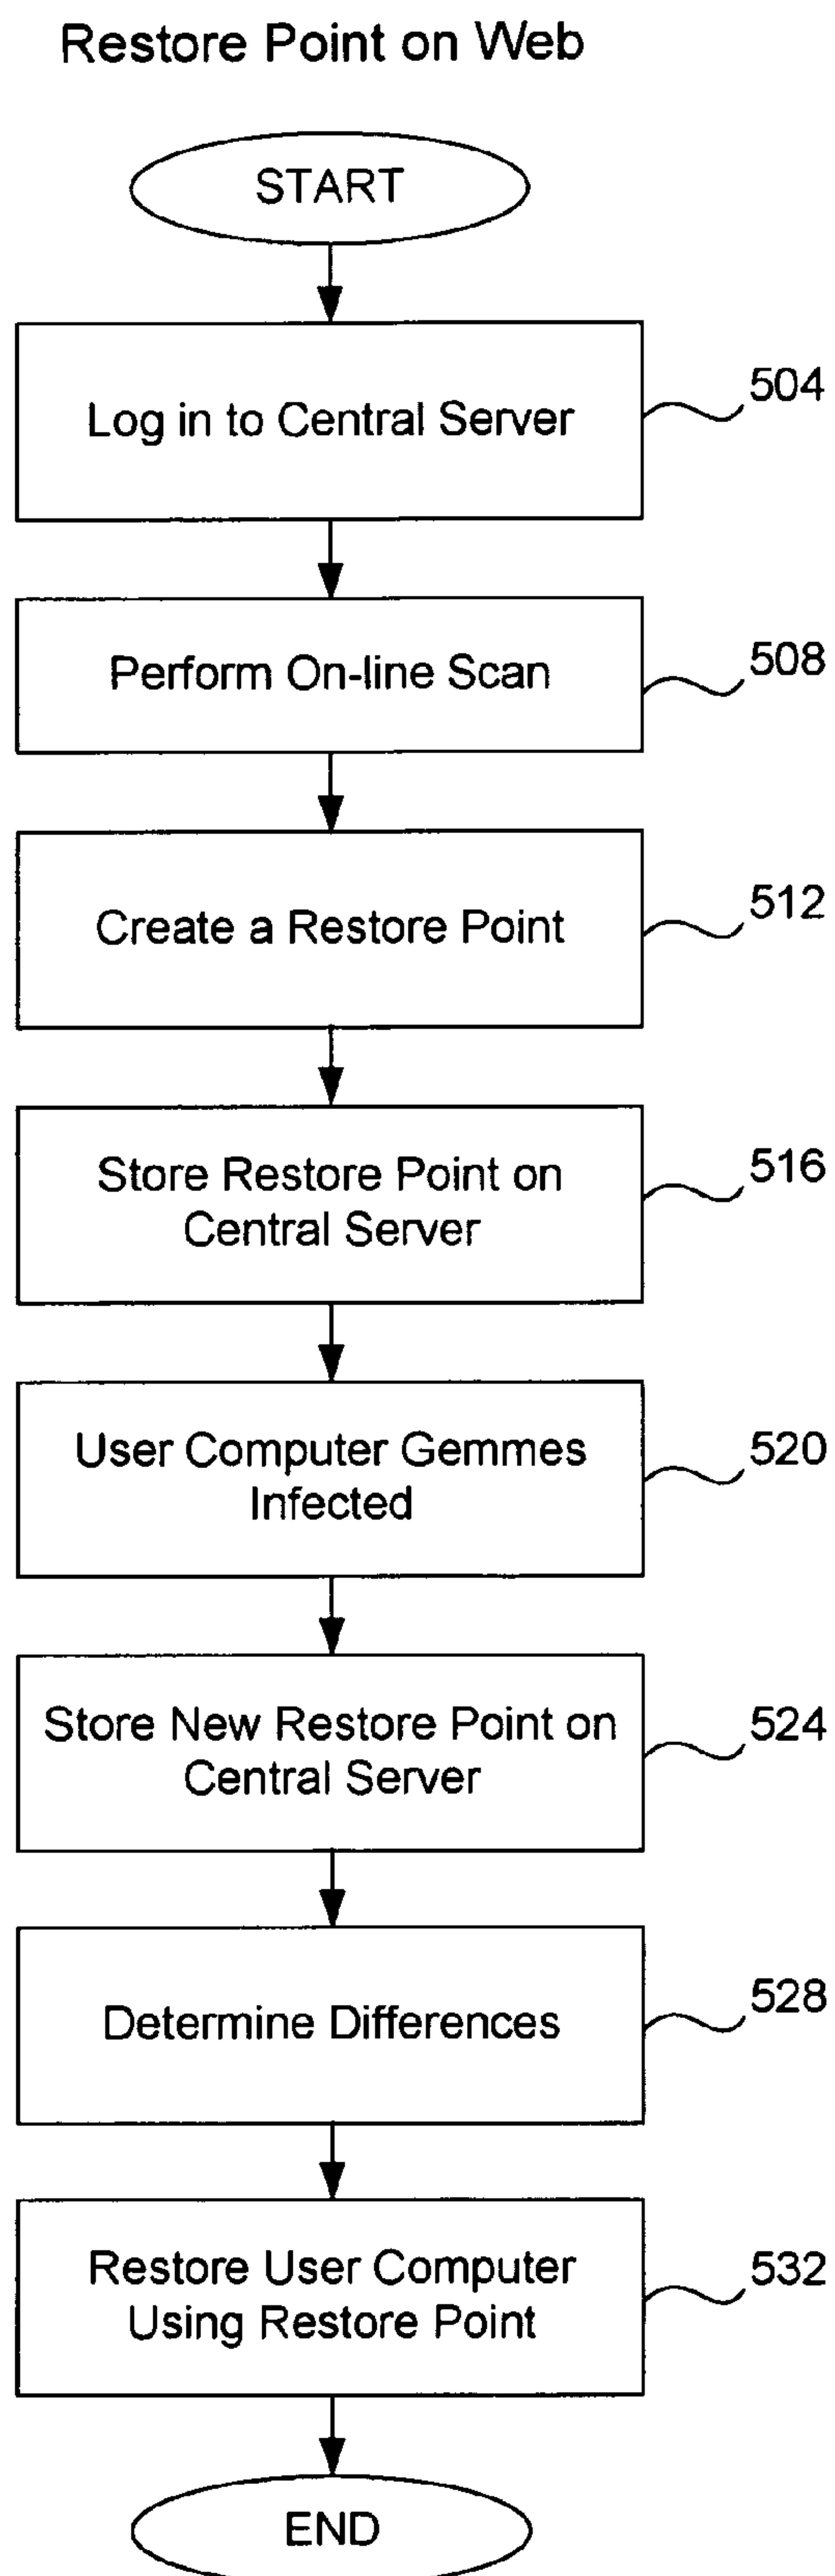 Restore Point on Web
START
Log in to Central Server
504
Perform On-line Scan
508
Create a Restore Point
512
Store Restore Point on
Central Server
516
User Computer Gemmes
Infected
520
Store New Restore Point on
Central Server
524
Determine Differences
528
Restore User Computer
Using Restore Point
532
END